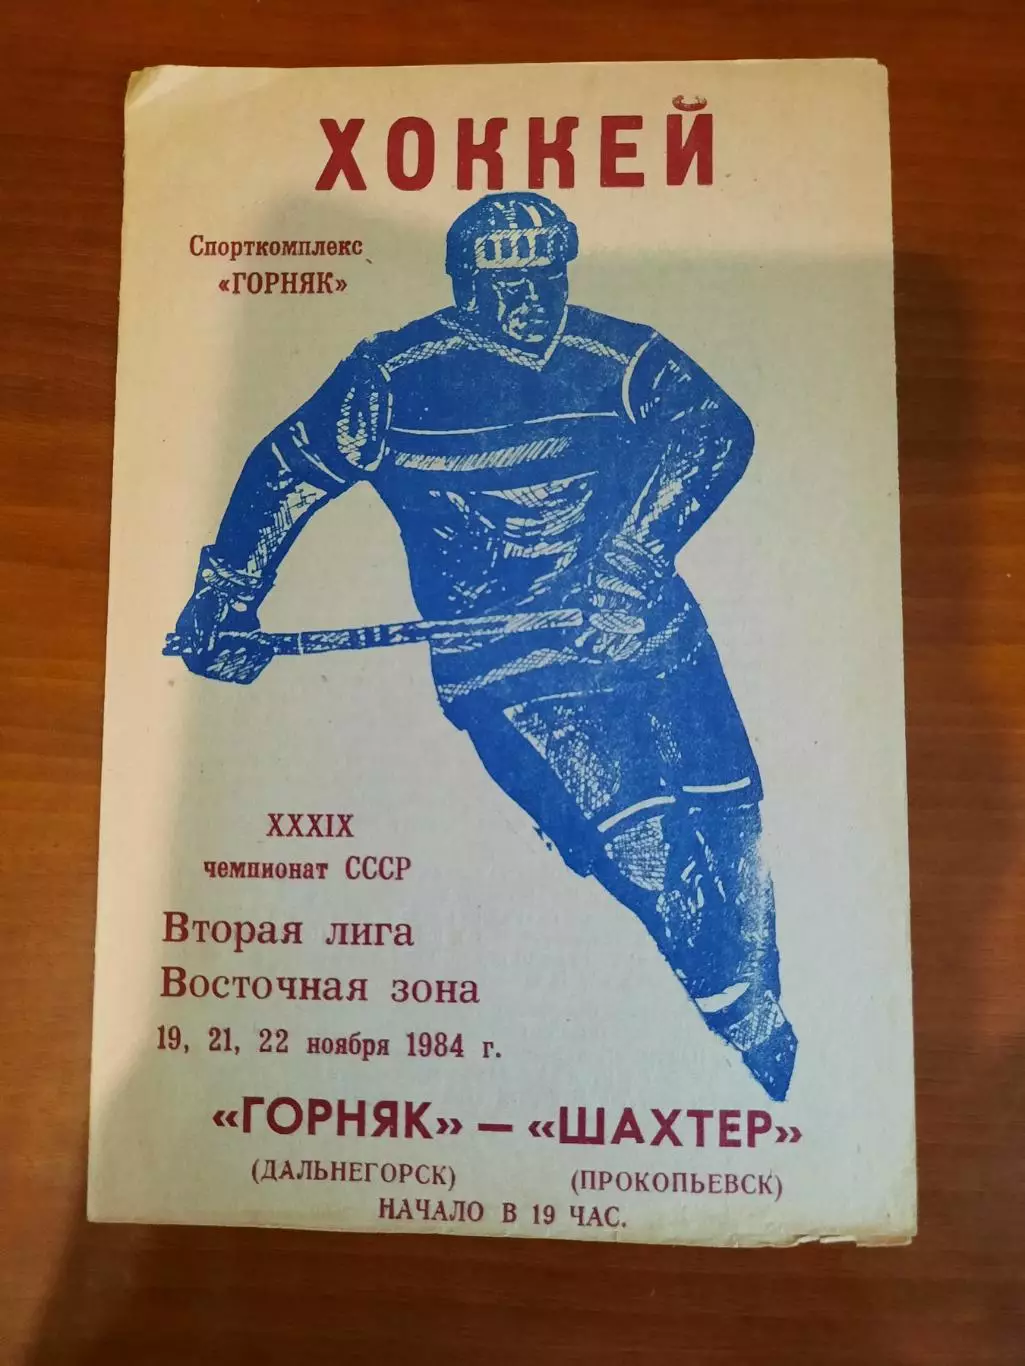 ХОККЕЙ
Спорткомплекс
«ГОРНЯК»
XXXIX
чемпионат СССР
Вторая лига
Восточная зона
19, 21, 22 ноября 1984 г.
«ГОРНЯК» — «ШАХТЕР»
(ДАЛЬНЕГОРСК) (ПРОКОПЬЕВСК)
НАЧАЛО В 19 ЧАС.